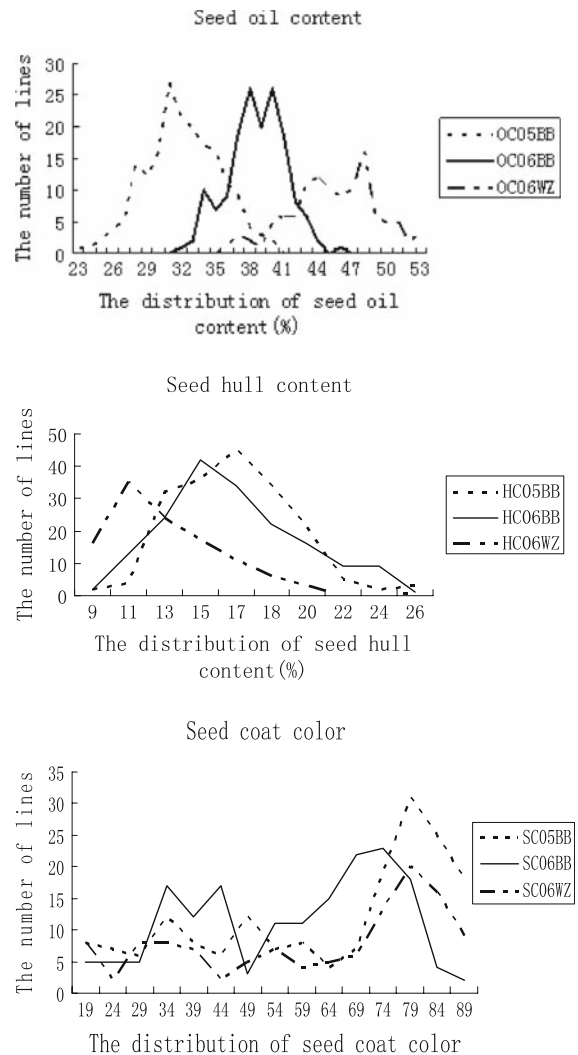 Seed oil content
The number of lines
30
25
20
15
10
5
0
23 26 29 32 35 38 41 44 47 50 53
The distribution of seed oil
content(%)
OC05BB
OC06BB
OC06WZ
Seed hull content
The number of lines
50
40
30
20
10
0
9 11 13 15 17 18 20 22 24 26
The distribution of seed hull
content(%)
HC05BB
HC06BB
HC06WZ
Seed coat color
The number of lines
35
30
25
20
15
10
5
0
19 24 29 34 39 44 49 54 59 64 69 74 79 84 89
The distribution of seed coat color
SC05BB
SC06BB
SC06WZ